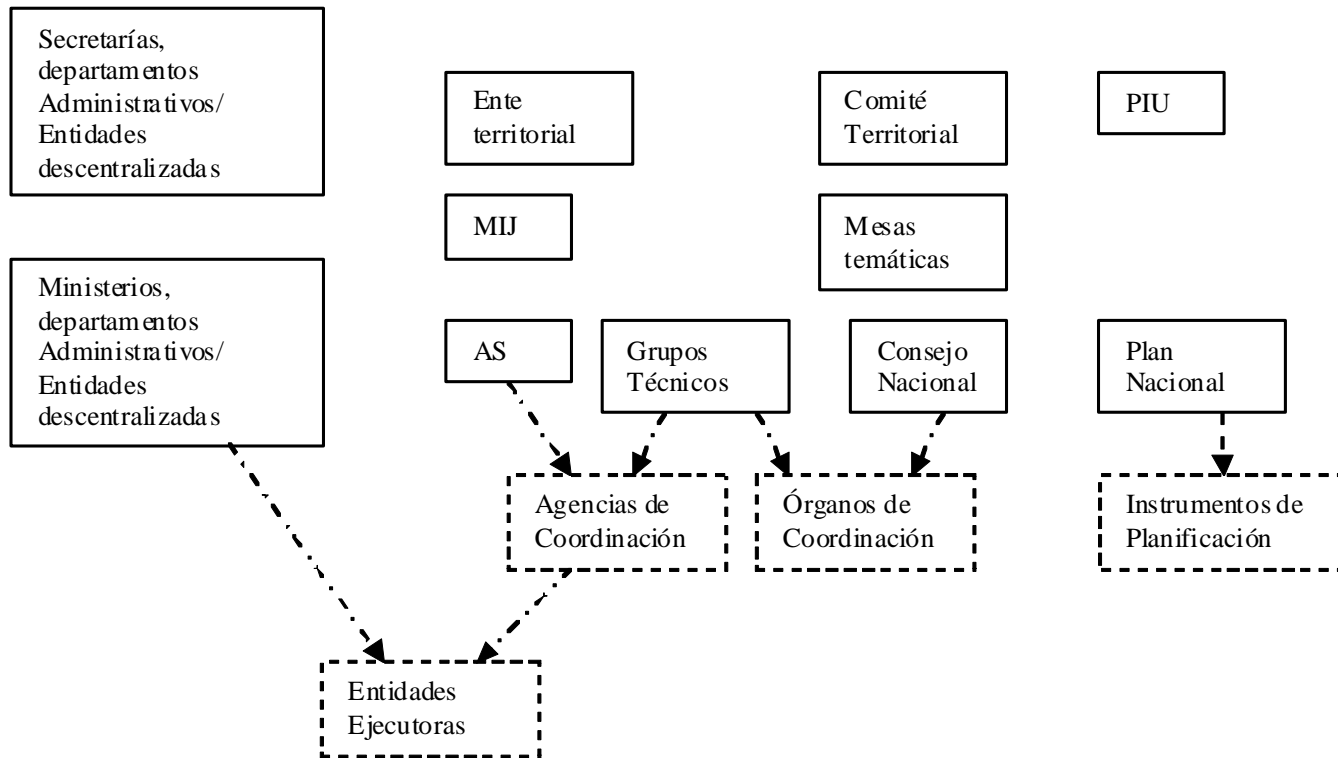 Secretarías,
departamentos
Administrativos/
Entidades
descentralizadas
Ente
territorial
Comité
Territorial
PIU
MIJ
Mesas
temáticas
Ministerios,
departamentos
Administrativos/
Entidades
descentralizadas
AS
Grupos
Técnicos
Consejo
Nacional
Plan
Nacional
Agencias de
Coordinación
Órganos de
Coordinación
Instrumentos de
Planificación
Entidades
Ejecutoras